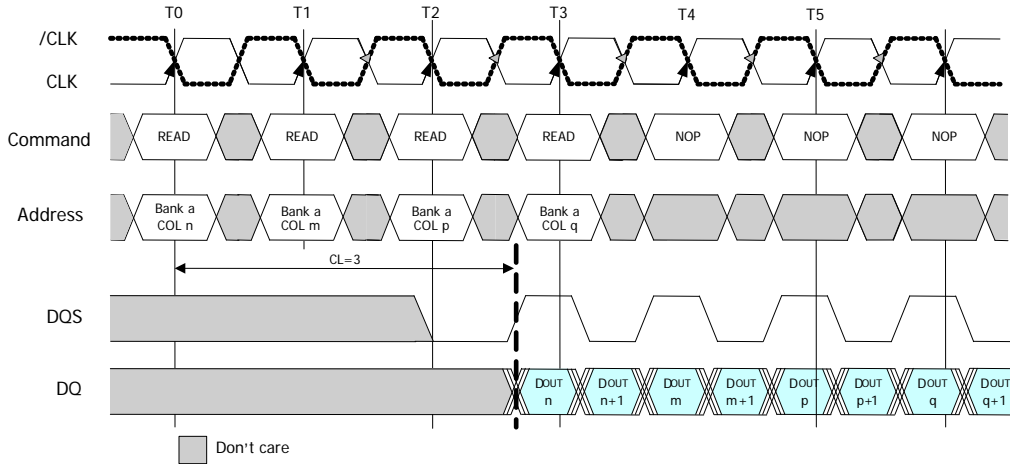 T0 T1 T2 T3 T4 T5
/CLK
CLK
Command READ READ READ READ NOP NOP NOP
Address Bank a Bank a Bank a Bank a
COL n COL m COL p COL q
CL=3
DQS
DQ DOUT DOUT DOUT DOUT DOUT DOUT DOUT DOUT
n n+1 m m+1 p p+1 q q+1
Don't care